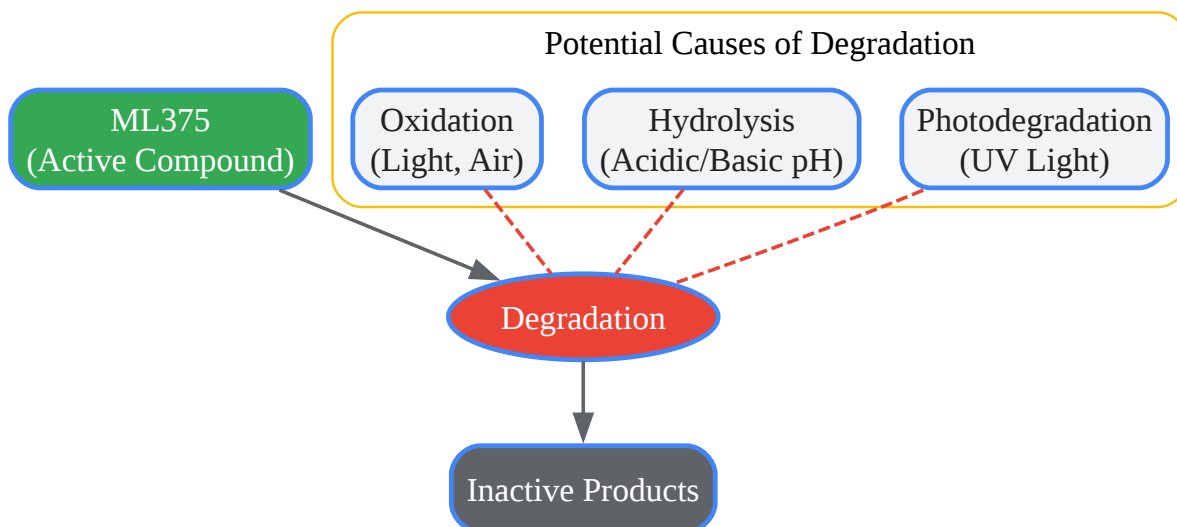 Potential Causes of Degradation
ML375
(Active Compound)
Oxidation
(Light, Air)
Hydrolysis
(Acidic/Basic pH)
Photodegradation
(UV Light)
Degradation
Inactive Products